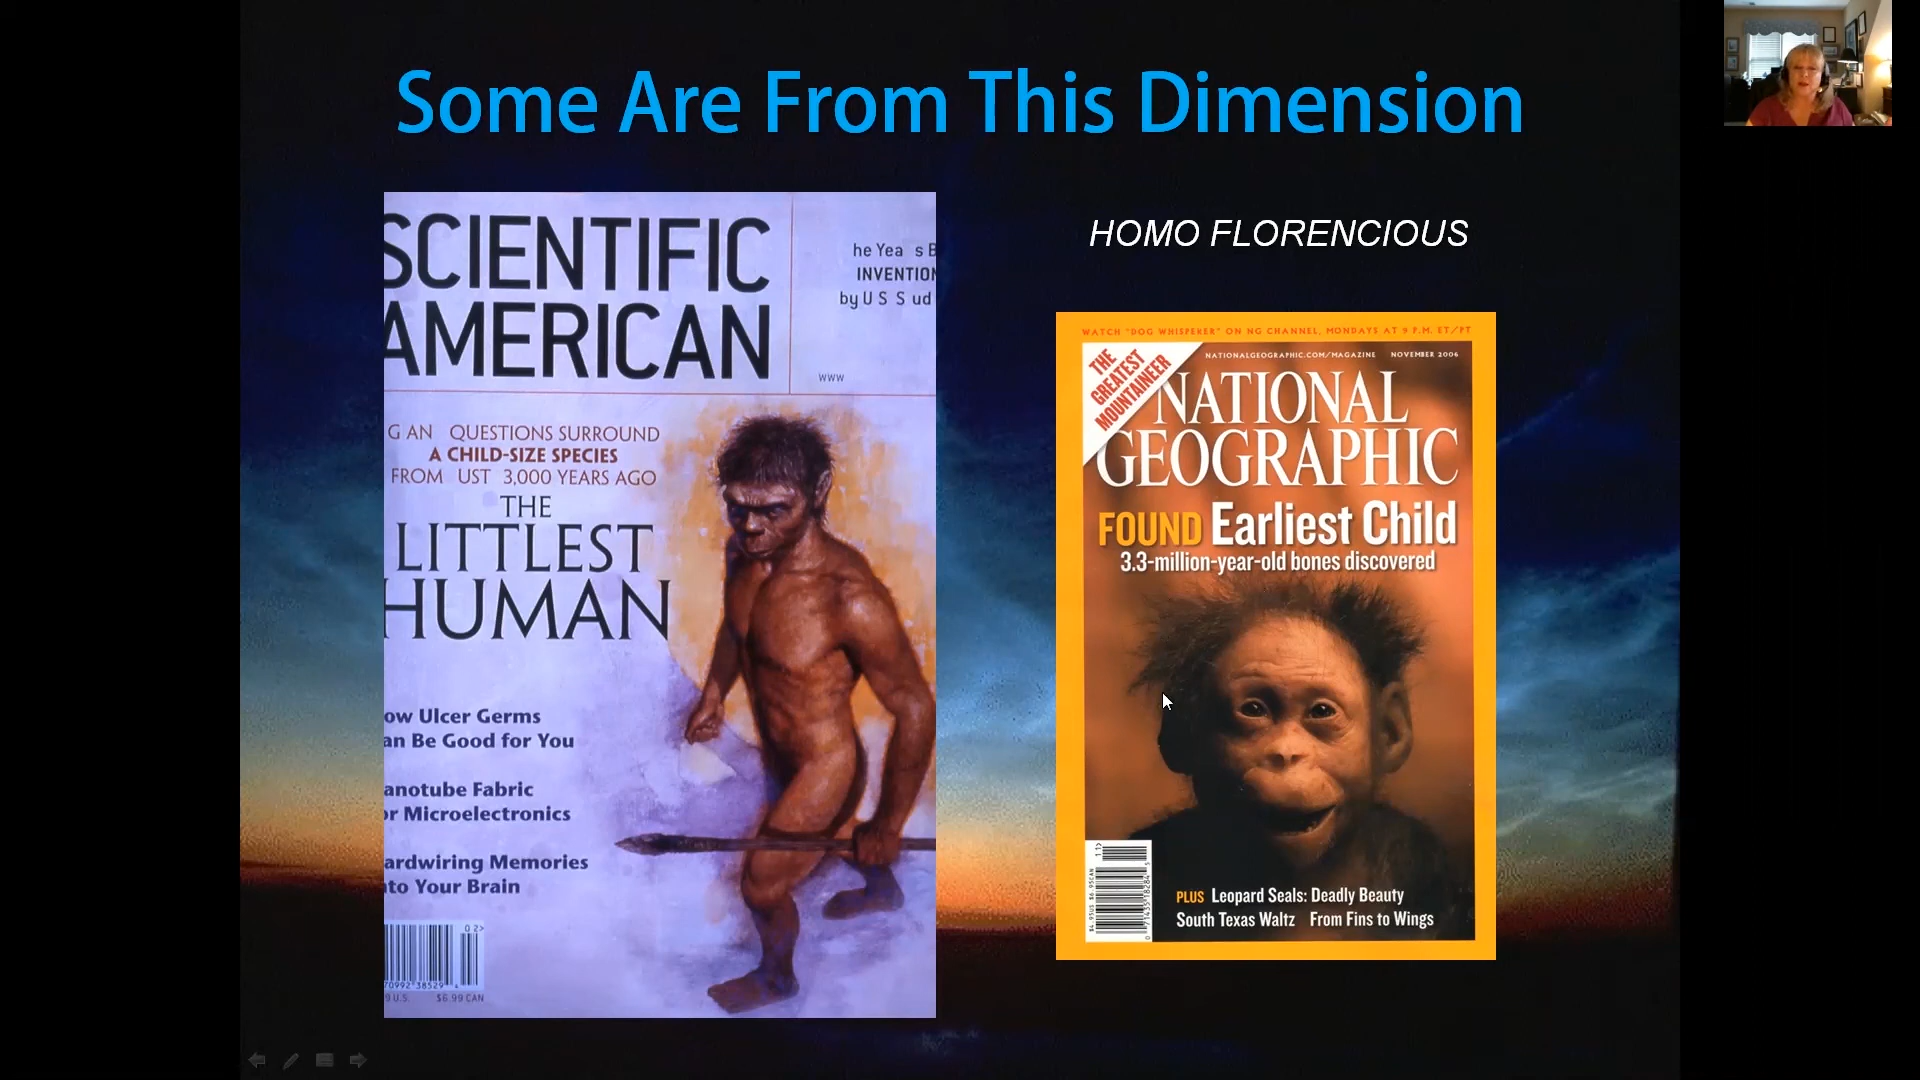 Some Are From This Dimension
SCIENTIFIC
AMERICAN
he Yea s B
INVENTION
by U S S ud
www
G AN QUESTIONS SURROUND
A CHILD-SIZE SPECIES
FROM UST 3,000 YEARS AGO
THE
LITTLEST
HUMAN
ow Ulcer Germs
an Be Good for You
anotube Fabric
or Microelectronics
ardwiring Memories
nto Your Brain
02>
70992 38529
9 U.S. $6.99 CAN
HOMO FLORENCIOUS
WATCH "DOG WHISPERER" ON NG CHANNEL, MONDAYS AT 9 P.M. ET/PT
THE
GREATEST
MOUNTAINEER
NATIONALGEOGRAPHIC.COM/MAGAZINE NOVEMBER 2006
NATIONAL
GEOGRAPHIC
FOUND Earliest Child
3.3-million-year-old bones discovered
PLUS Leopard Seals: Deadly Beauty
South Texas Waltz From Fins to Wings